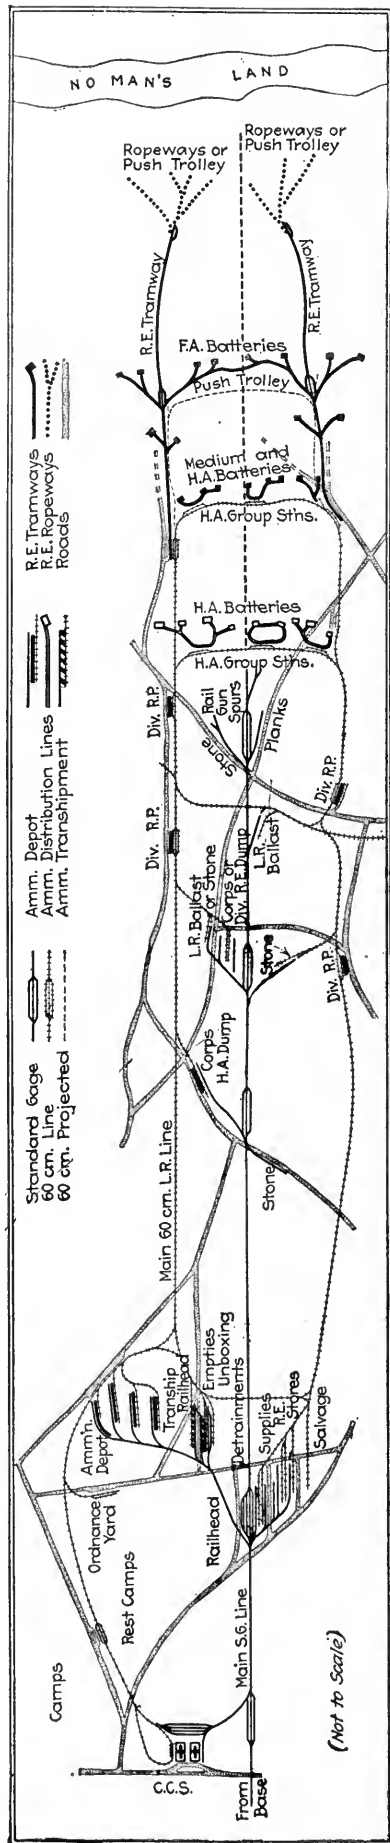 NO MAN'S LAND
Ropeways or
Push Trolley
Ropeways or
Push Trolley
R.E. Tramway
R.E. Tramway
F.A. Batteries
Push Trolley
Medium and
H.A. Batteries
H.A. Group Stns.
H.A. Batteries
H.A. Group Stns.
Standard Gage
60 cm. Line
60 cm. Projected
Amm. Depot
Amm. Distribution Lines
Amm. Transhipment
R.E. Tramways
R.E. Ropeways
Roads
Div. R.P.
Div. R.P.
Rail
Gun
Spurs
Stone
Planks
Div. R.P.
L.R.
Ballast
L.R. Ballast
or Stone
Corps or
Div. R.E. Dump
Stone
Div. R.P.
Corps
H.A. Dump
Stone
Main 60 cm. L.R. Line
Amm'n.
Depot
Tranship
Railhead
Empties
Unboxing
Ordnance
Yard
Rest Camps
Camps
Railhead
Detrainments
Supplies
R.E.
Stores
Salvage
Main S.G. Line
C.C.S.
From
Base
(Not to Scale)